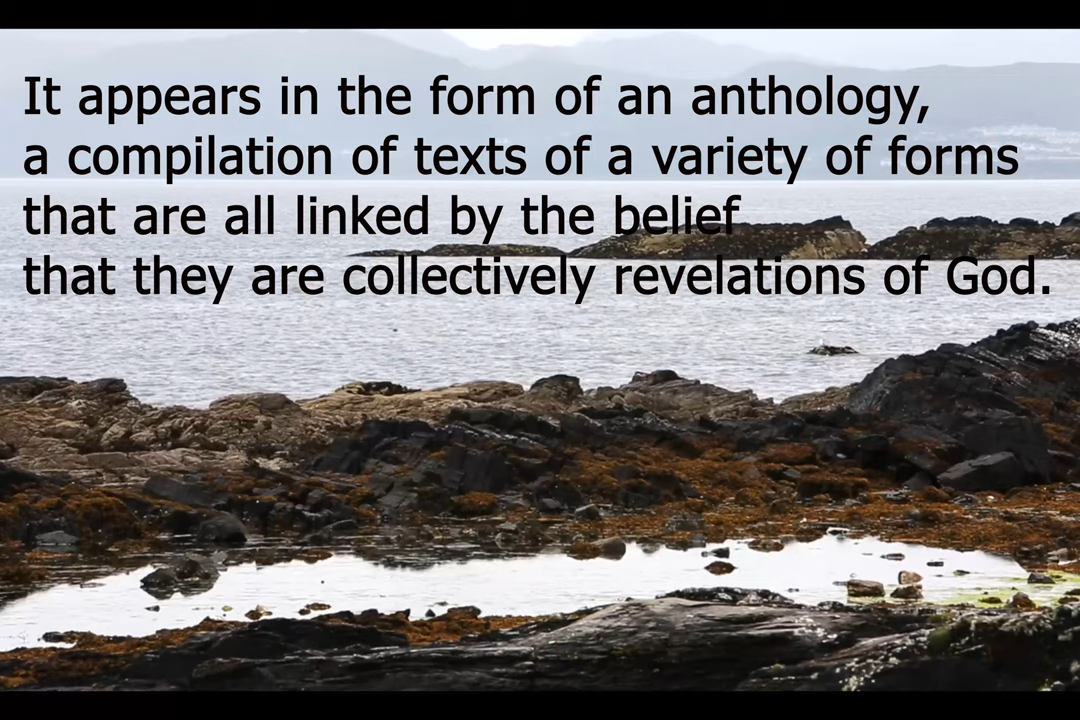 It appears in the form of an anthology,
a compilation of texts of a variety of forms
that are all linked by the belief
that they are collectively revelations of God.